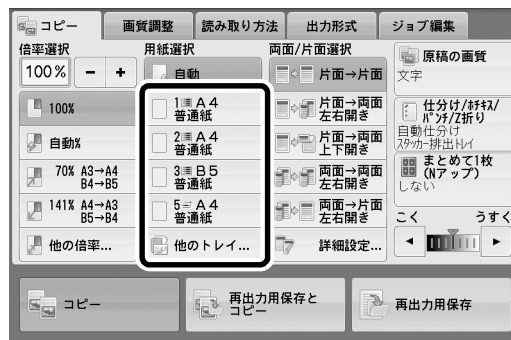 コピー
画質調整
読み取り方法
出力形式
ジョブ編集
倍率選択
100%
-
+
100%
自動%
70% A3→A4
B4→B5
141% A4→A3
B5→B4
他の倍率...
用紙選択
自動
1 A4
普通紙
2 A4
普通紙
3 B5
普通紙
5 A4
普通紙
他のトレイ...
両面/片面選択
片面→片面
片面→両面
左右開き
片面→両面
上下開き
両面→両面
左右開き
両面→片面
左右開き
詳細設定...
原稿の画質
文字
仕分け/ホチキス/
パンチ/Z折り
自動仕分け
スタッカー排出トレイ
まとめて1枚
(Nアップ)
しない
こく うすく
コピー
再出力用保存と
コピー
再出力用保存